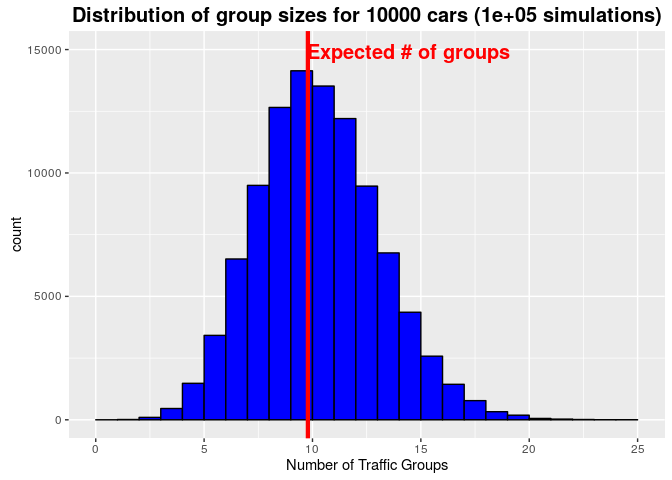 Distribution of group sizes for 10000 cars (1e+05 simulations)
Expected # of groups
15000
10000
5000
0
count
0 5 10 15 20 25
Number of Traffic Groups